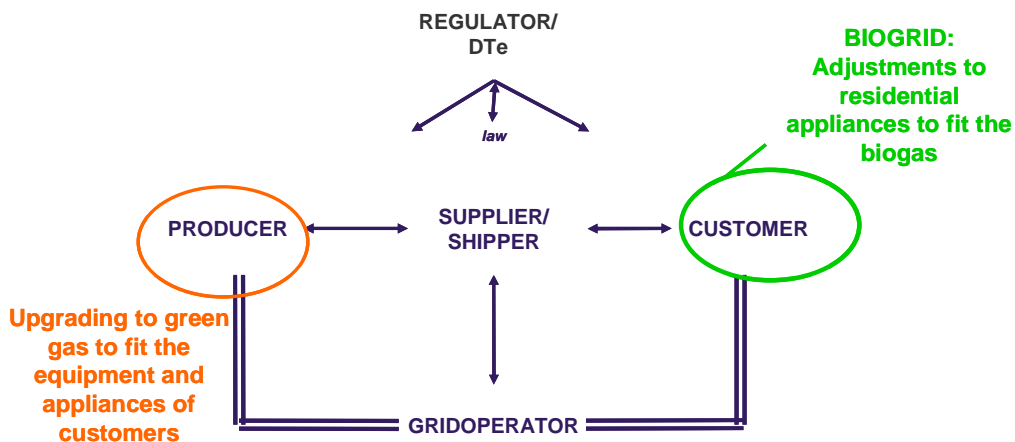 REGULATOR/
DTe
BIOGRID:
Adjustments to
residential
appliances to fit the
biogas
law
PRODUCER
SUPPLIER/
SHIPPER
CUSTOMER
Upgrading to green
gas to fit the
equipment and
appliances of
customers
GRIDOPERATOR